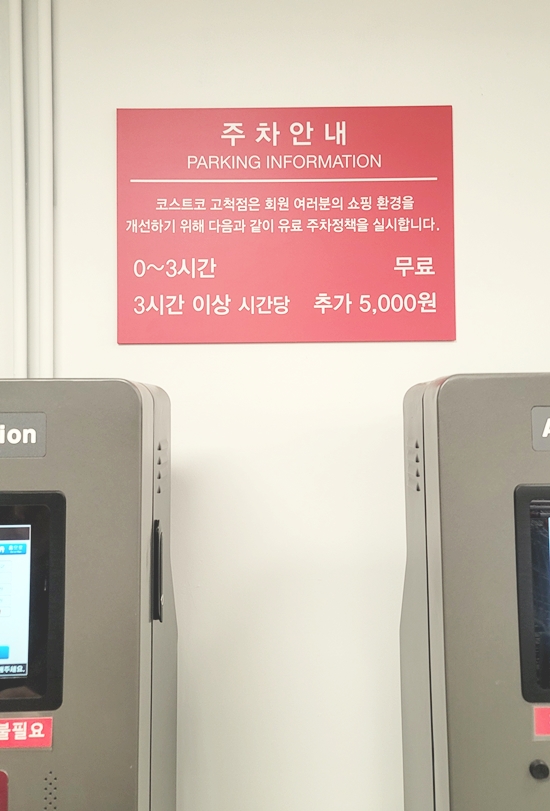 주차안내
PARKING INFORMATION
코스트코 고척점은 회원 여러분의 쇼핑 환경을
개선하기 위해 다음과 같이 유료 주차정책을 실시합니다.
0~3시간 무료
3시간 이상 시간당 추가 5,000원
ion
A
불필요